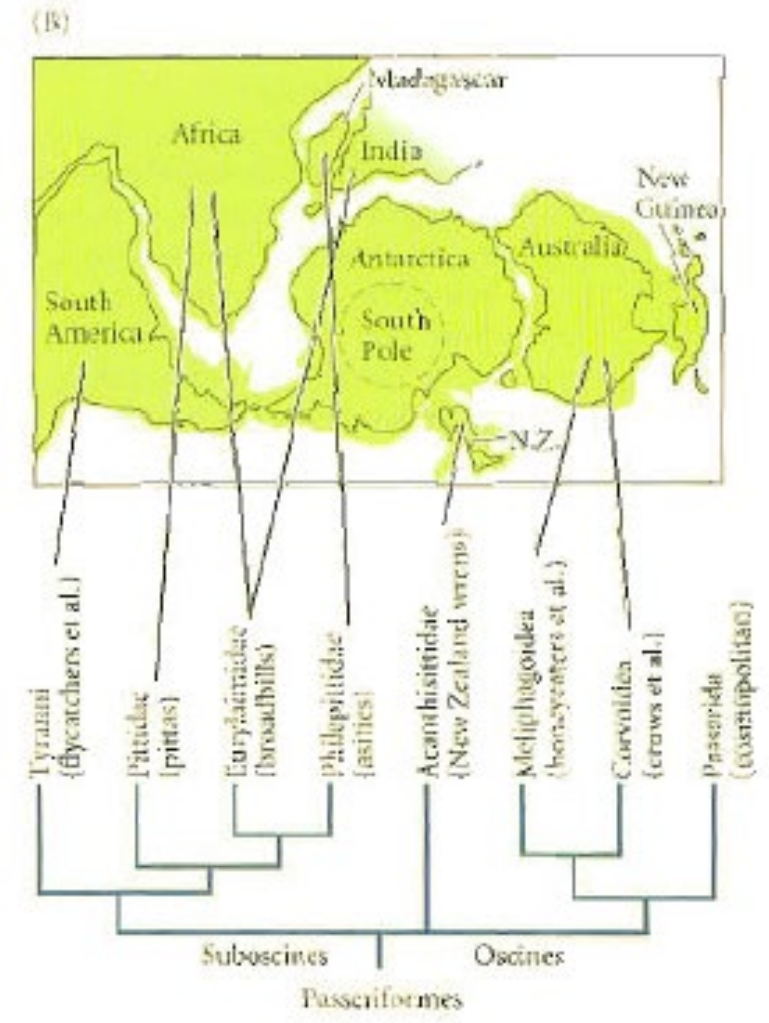 (B)
Madagascar
Africa
India
New
Guinea
Antarctica
Australia
South
America
South
Pole
N.Z.
Tyranni
(flycatchers et al.)
Pittidae
(pittas)
Eurylaimidae
(broadbills)
Philepittidae
(asities)
Acanthisittidae
(New Zealand wrens)
Meliphagoidea
(honeyeaters et al.)
Corvoidea
(crows et al.)
Passerida
(cosmopolitan)
Suboscines
Oscines
Passeriformes